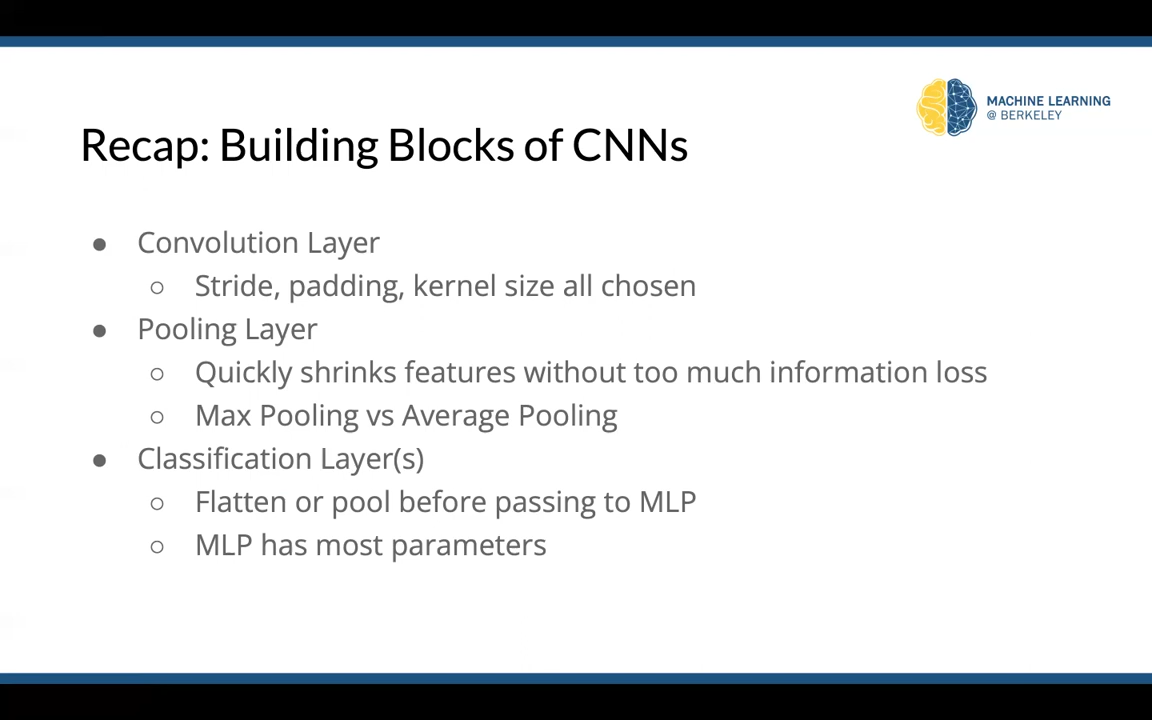 MACHINE LEARNING
@ BERKELEY
Recap: Building Blocks of CNNs
● Convolution Layer
○ Stride, padding, kernel size all chosen
● Pooling Layer
○ Quickly shrinks features without too much information loss
○ Max Pooling vs Average Pooling
● Classification Layer(s)
○ Flatten or pool before passing to MLP
○ MLP has most parameters